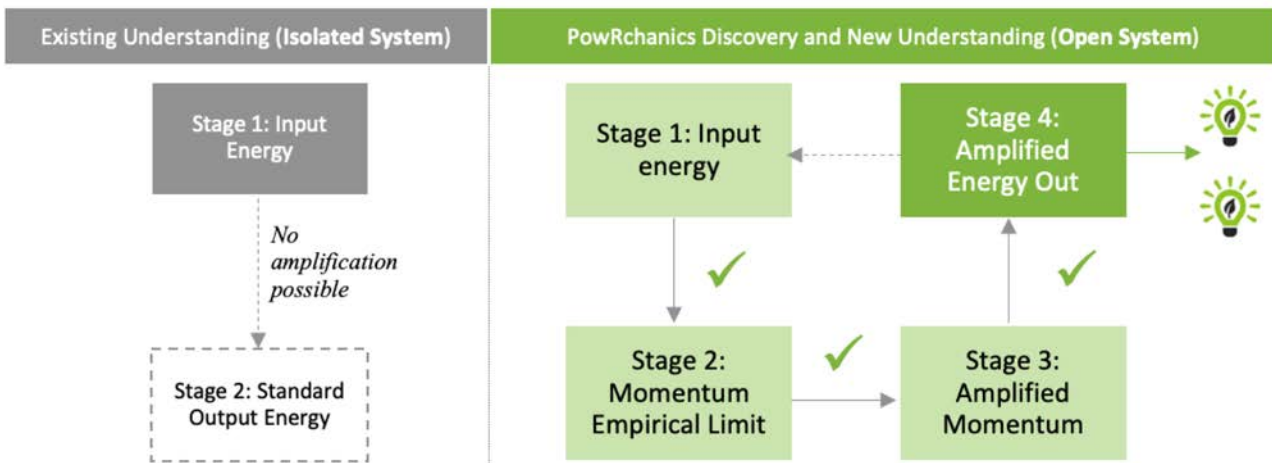 Existing Understanding (Isolated System)
PowRchanics Discovery and New Understanding (Open System)
Stage 1: Input
Energy
No
amplification
possible
Stage 2: Standard
Output Energy
Stage 1: Input
energy
Stage 2:
Momentum
Empirical Limit
Stage 3:
Amplified
Momentum
Stage 4:
Amplified
Energy Out